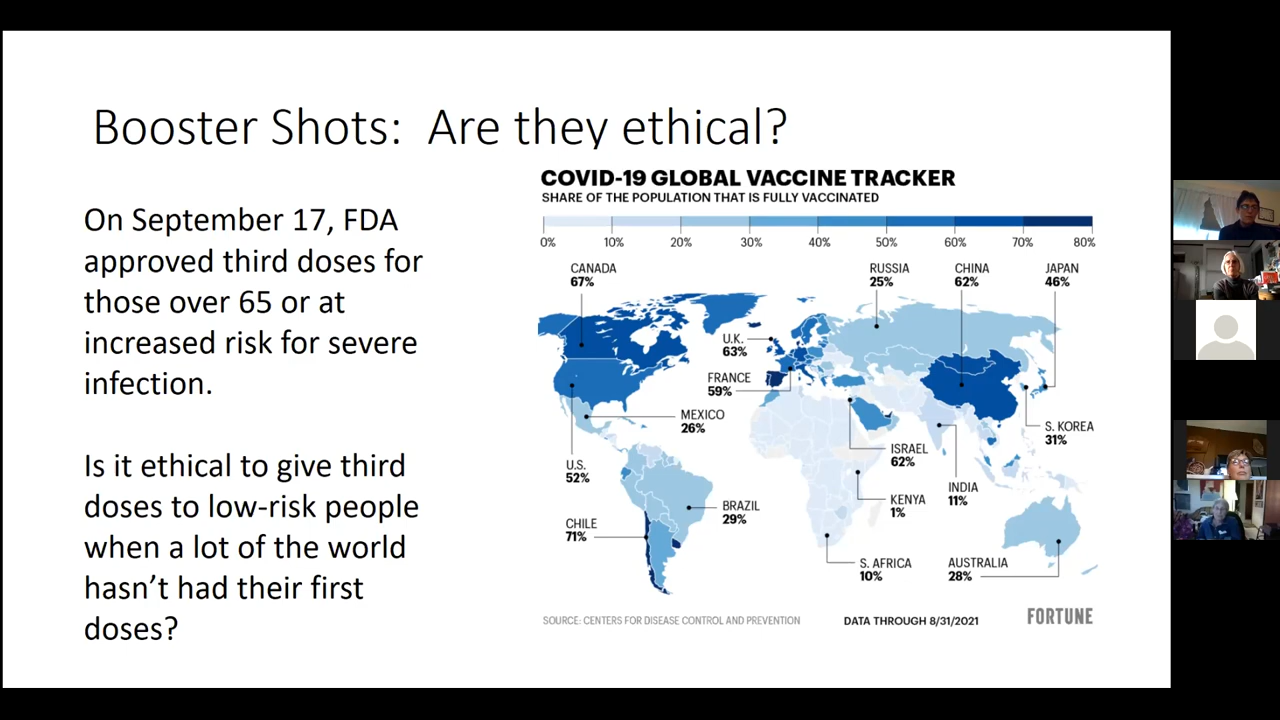 Booster Shots:  Are they ethical?
On September 17, FDA
approved third doses for
those over 65 or at
increased risk for severe
infection.
Is it ethical to give third
doses to low-risk people
when a lot of the world
hasn’t had their first
doses?
COVID-19 GLOBAL VACCINE TRACKER
SHARE OF THE POPULATION THAT IS FULLY VACCINATED
0% 10% 20% 30% 40% 50% 60% 70% 80%
CANADA
67%
RUSSIA
25%
CHINA
62%
JAPAN
46%
U.K.
63%
FRANCE
59%
MEXICO
26%
S. KOREA
31%
ISRAEL
62%
U.S.
52%
INDIA
11%
KENYA
1%
BRAZIL
29%
CHILE
71%
S. AFRICA
10%
AUSTRALIA
28%
SOURCE: CENTERS FOR DISEASE CONTROL AND PREVENTION
DATA THROUGH 8/31/2021
FORTUNE